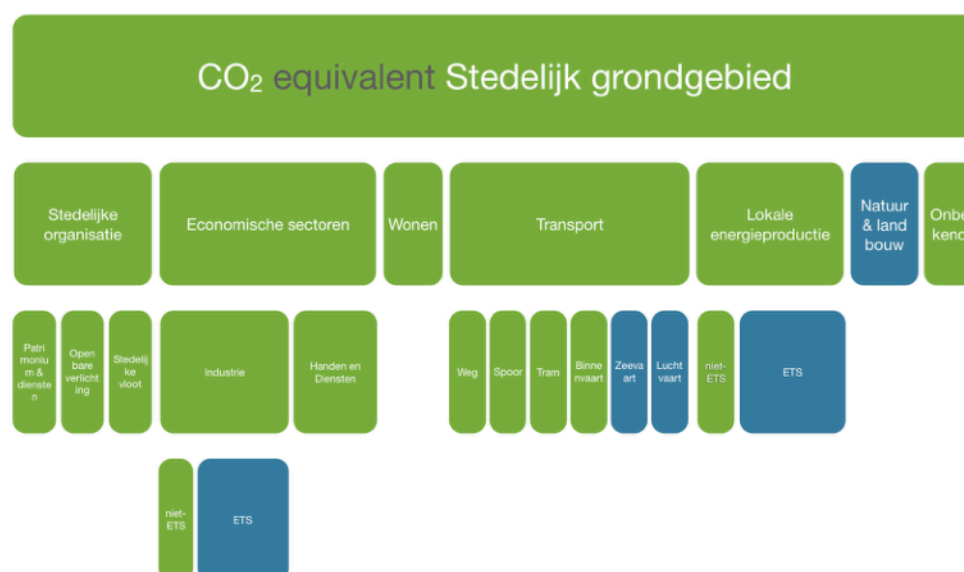 CO₂ equivalent Stedelijk grondgebied
Stedelijke
organisatie
Economische sectoren
Wonen
Transport
Lokale
energieproductie
Natuur
& land
bouw
Onbe
kend
Patri
moniu
m &
dienste
n
Open
bare
verlicht
ing
Stedelij
ke
vloot
Industrie
Handen en
Diensten
Weg
Spoor
Tram
Binne
nvaart
Zeeva
art
Lucht
vaart
niet-
ETS
ETS
niet-
ETS
ETS